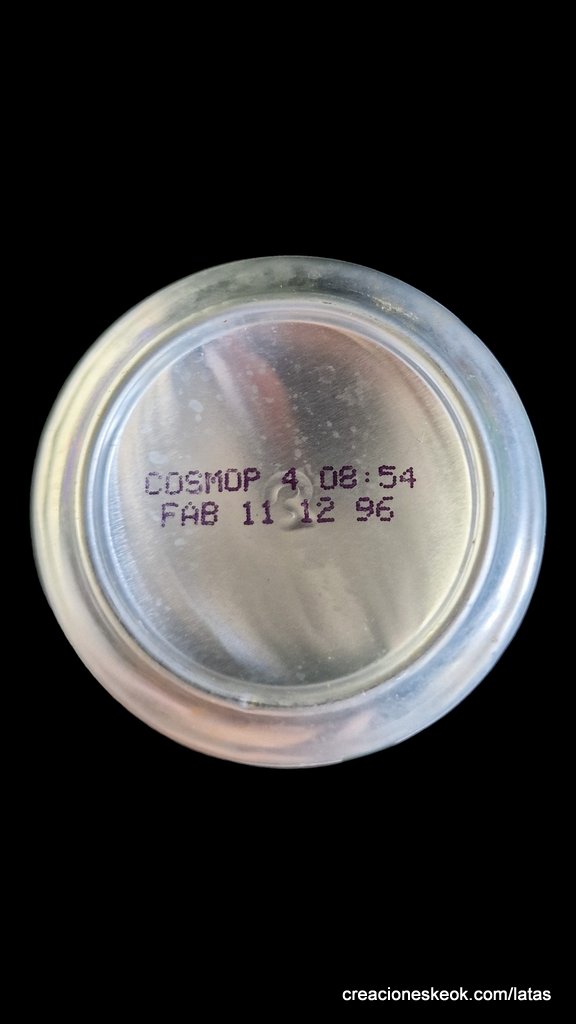 COSMOP 4 08:54
FAB 11 12 96
creacioneskeok.com/latas